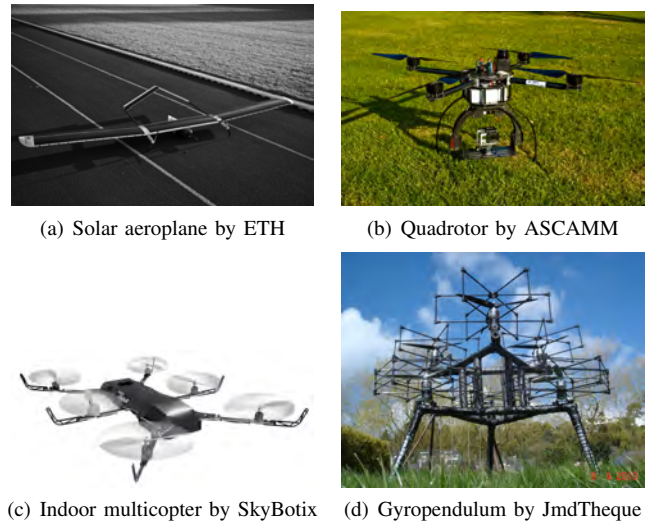 (a) Solar aeroplane by ETH
(b) Quadrotor by ASCAMM
(c) Indoor multicopter by SkyBotix
(d) Gyropendulum by JmdTheque